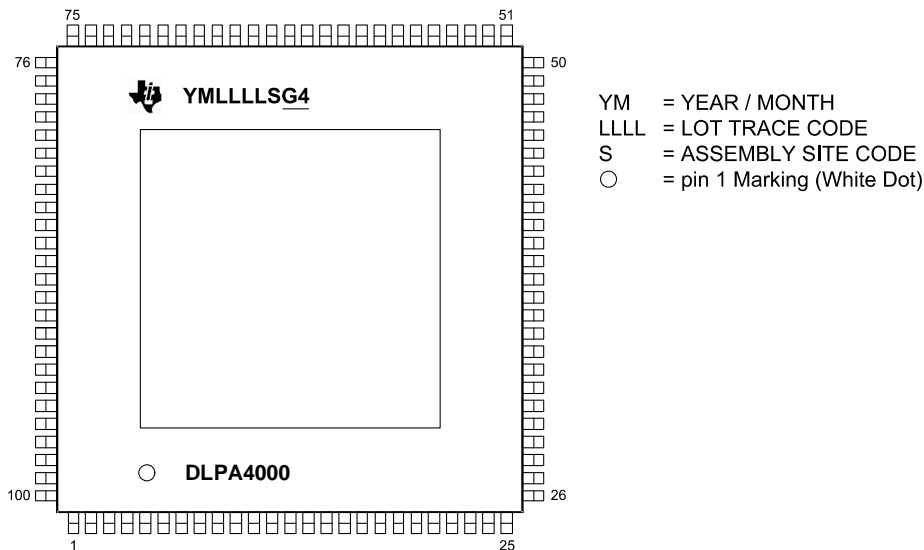 75 51
76 50
YMLLLLSG4
YM = YEAR / MONTH
LLLL = LOT TRACE CODE
S = ASSEMBLY SITE CODE
○ = pin 1 Marking (White Dot)
DLPA4000
100 26
1 25